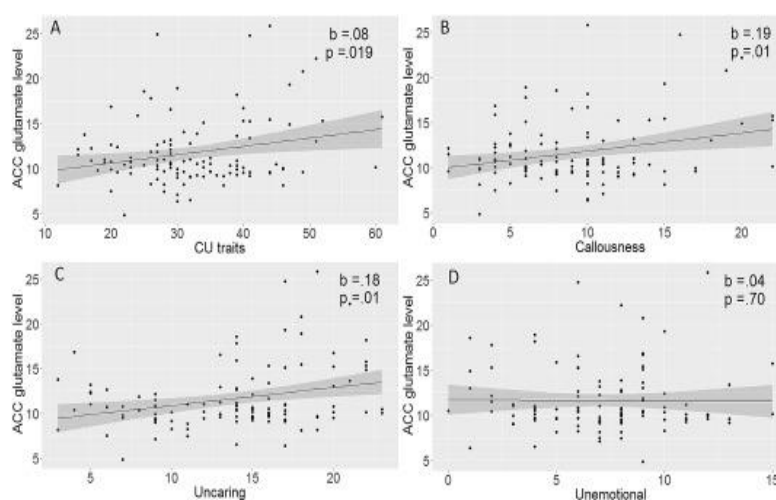 A
b =.08
p =.019
ACC glutamate level
25
20
15
10
5
10 20 30 40 50 60
CU traits
B
b =.19
p =.01
ACC glutamate level
25
20
15
10
5
0 5 10 15 20
Callousness
C
b =.18
p =.01
ACC glutamate level
25
20
15
10
5
5 10 15 20
Uncaring
D
b =.04
p =.70
ACC glutamate level
25
20
15
10
5
0 5 10 15
Unemotional